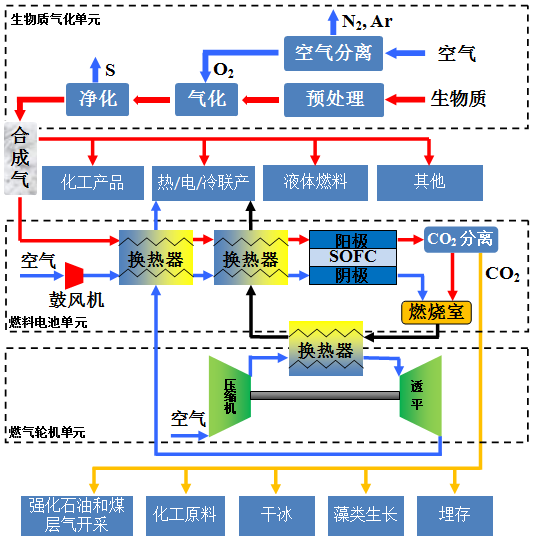 生物质气化单元
N2, Ar
空气分离
空气
S
O2
净化
气化
预处理
生物质
合成气
化工产品
热/电/冷联产
液体燃料
其他
空气
鼓风机
换热器
换热器
阳极
SOFC
阴极
CO2 分离
CO2
燃烧室
燃料电池单元
换热器
压缩机
透平
空气
燃气轮机单元
强化石油和煤
层气开采
化工原料
干冰
藻类生长
埋存